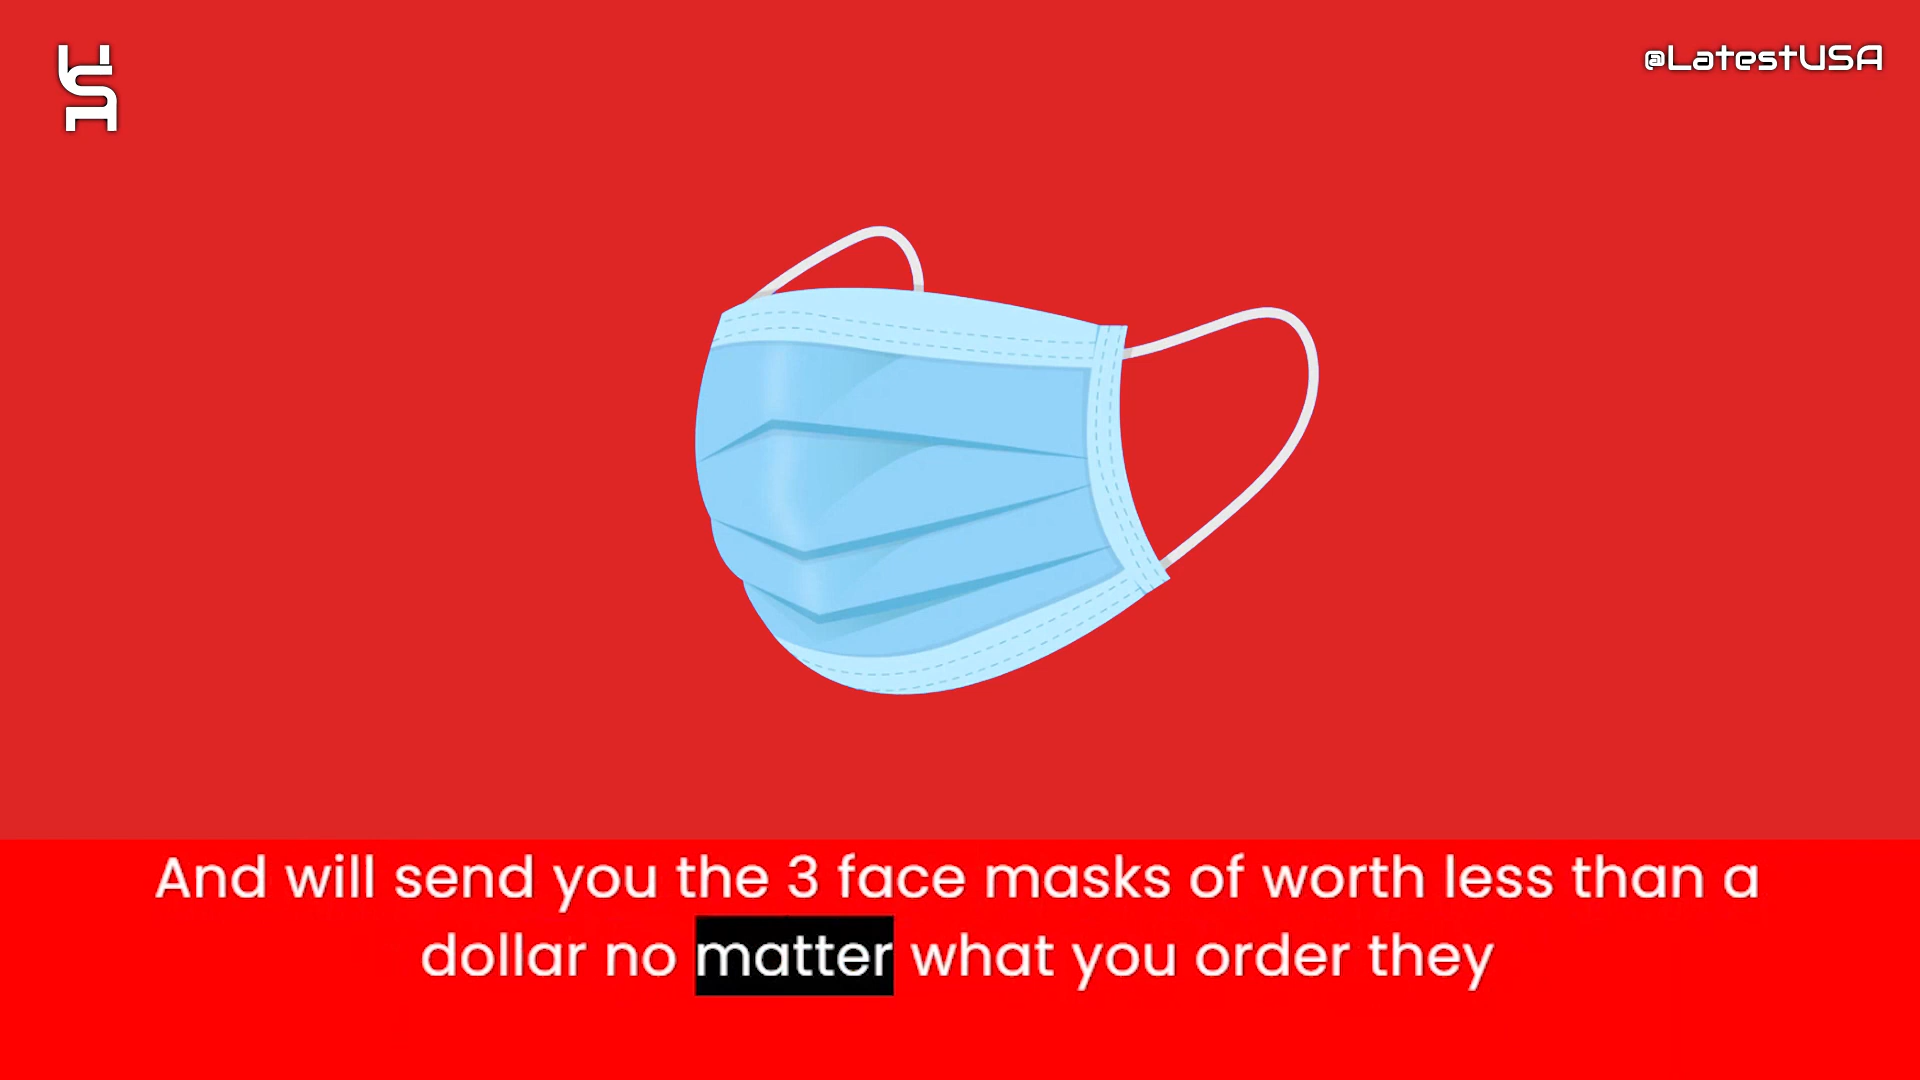 USA
@LatestUSA
And will send you the 3 face masks of worth less than a
dollar no matter what you order they